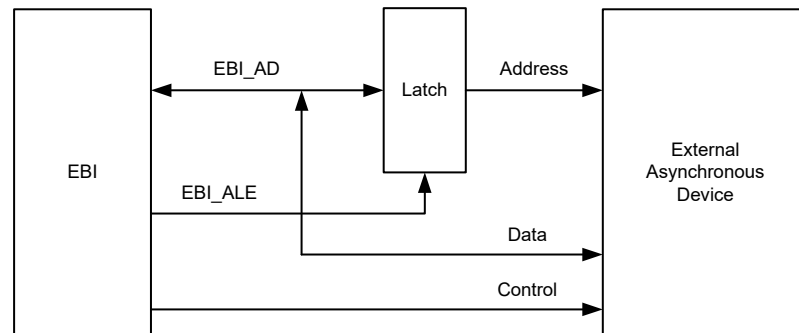 EBI_AD
Address
Latch
EBI
External
Asynchronous
Device
EBI_ALE
Data
Control